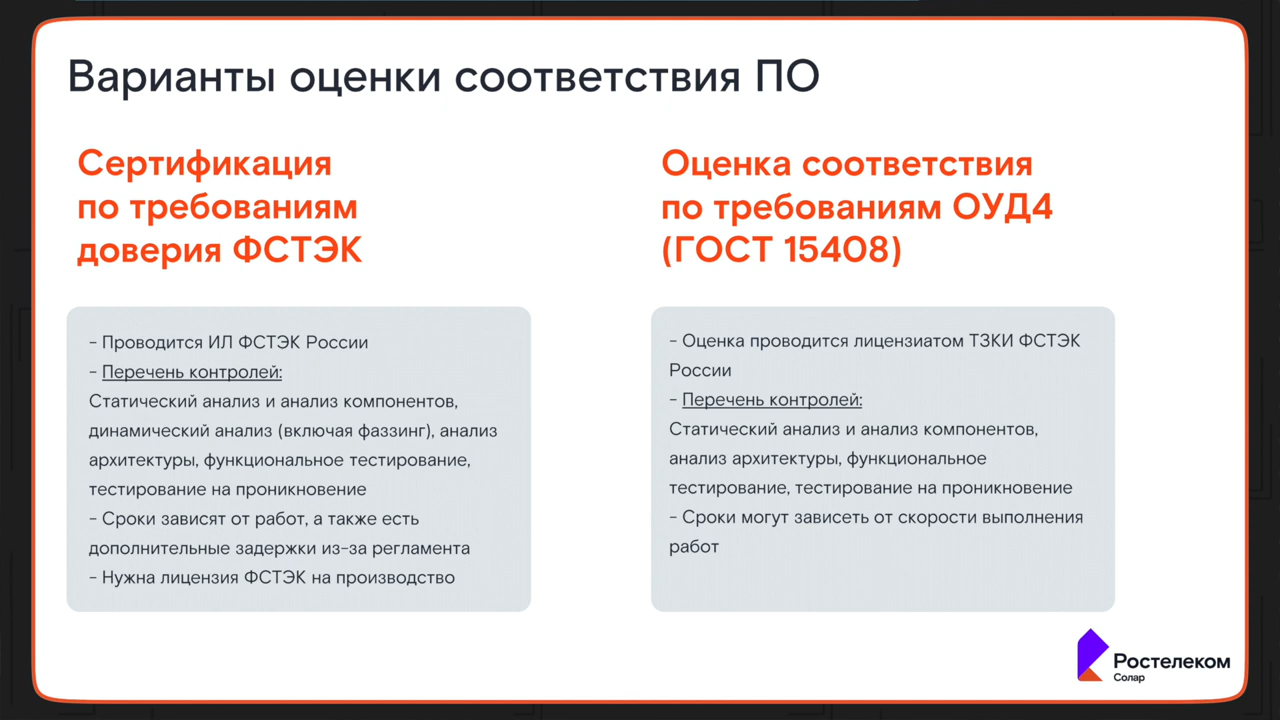 Варианты оценки соответствия ПО
Сертификация
по требованиям
доверия ФСТЭК
- Проводится ИЛ ФСТЭК России
- Перечень контролей:
Статический анализ и анализ компонентов,
динамический анализ (включая фаззинг), анализ
архитектуры, функциональное тестирование,
тестирование на проникновение
- Сроки зависят от работ, а также есть
дополнительные задержки из-за регламента
- Нужна лицензия ФСТЭК на производство
Оценка соответствия
по требованиям ОУД4
(ГОСТ 15408)
- Оценка проводится лицензиатом ТЗКИ ФСТЭК
России
- Перечень контролей:
Статический анализ и анализ компонентов,
анализ архитектуры, функциональное
тестирование, тестирование на проникновение
- Сроки могут зависеть от скорости выполнения
работ
Ростелеком
Солар